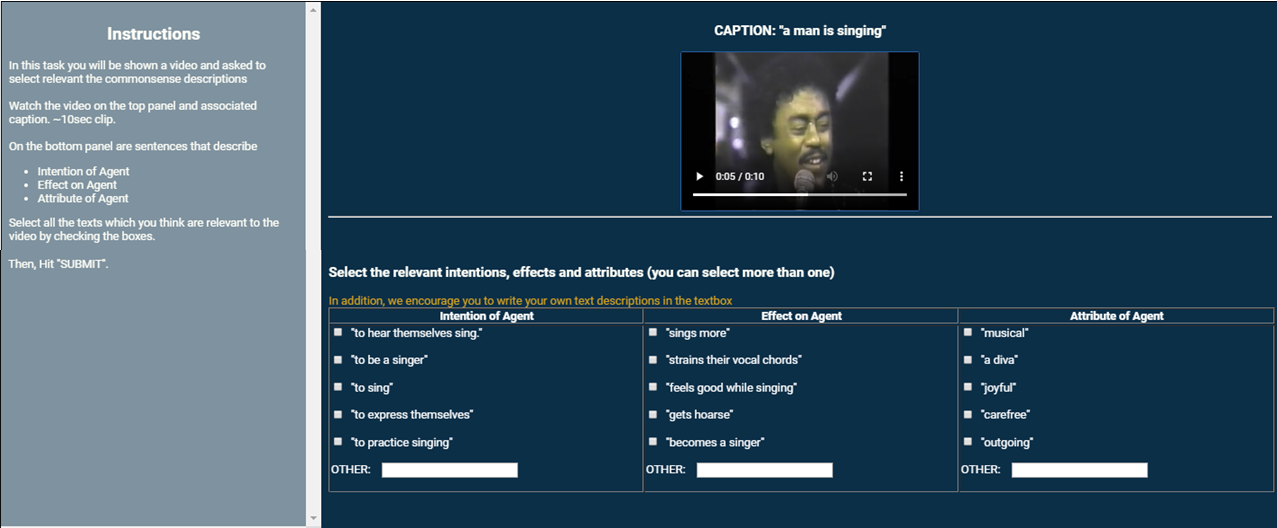 Instructions
In this task you will be shown a video and asked to
select relevant the commonsense descriptions
Watch the video on the top panel and associated
caption. ~10sec clip.
On the bottom panel are sentences that describe
• Intention of Agent
• Effect on Agent
• Attribute of Agent
Select all the texts which you think are relevant to the
video by checking the boxes.
Then, Hit "SUBMIT".
CAPTION: "a man is singing"
0:05 / 0:10
Select the relevant intentions, effects and attributes (you can select more than one)
In addition, we encourage you to write your own text descriptions in the textbox
Intention of Agent Effect on Agent Attribute of Agent
"to hear themselves sing." "sings more" "musical"
"to be a singer" "strains their vocal chords" "a diva"
"to sing" "feels good while singing" "joyful"
"to express themselves" "gets hoarse" "carefree"
"to practice singing" "becomes a singer" "outgoing"
OTHER: OTHER: OTHER: